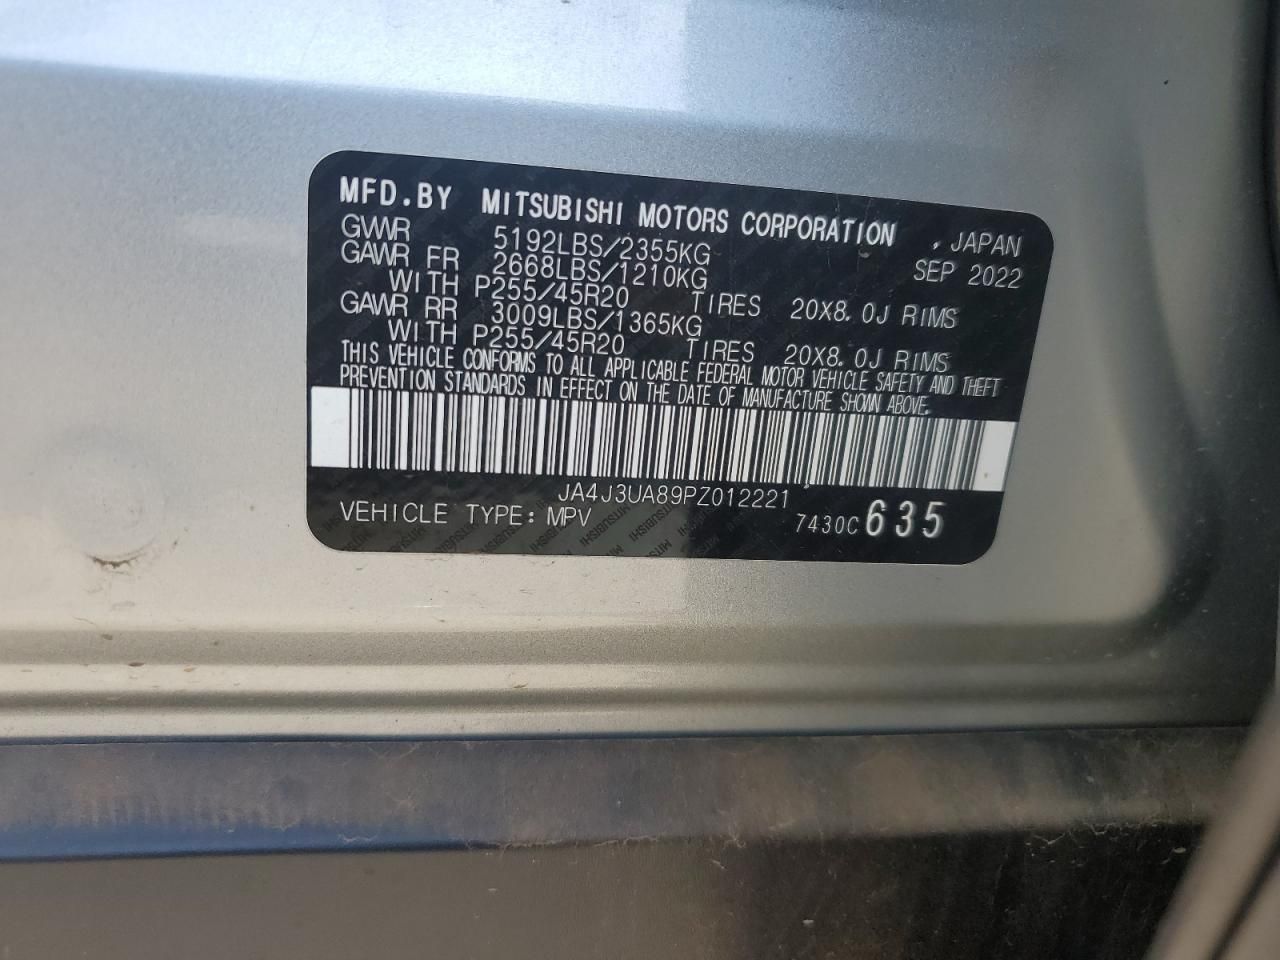 MFD.BY MITSUBISHI MOTORS CORPORATION , JAPAN
GVWR 5192LBS/2355KG SEP 2022
GAWR FR 2668LBS/1210KG
WITH P255/45R20 TIRES 20X8.0J RIMS
GAWR RR 3009LBS/1365KG
WITH P255/45R20 TIRES 20X8.0J RIMS
THIS VEHICLE CONFORMS TO ALL APPLICABLE FEDERAL MOTOR VEHICLE SAFETY AND THEFT
PREVENTION STANDARDS IN EFFECT ON THE DATE OF MANUFACTURE SHOWN ABOVE.
JA4J3UA89PZ012221
VEHICLE TYPE: MPV 7430C 635